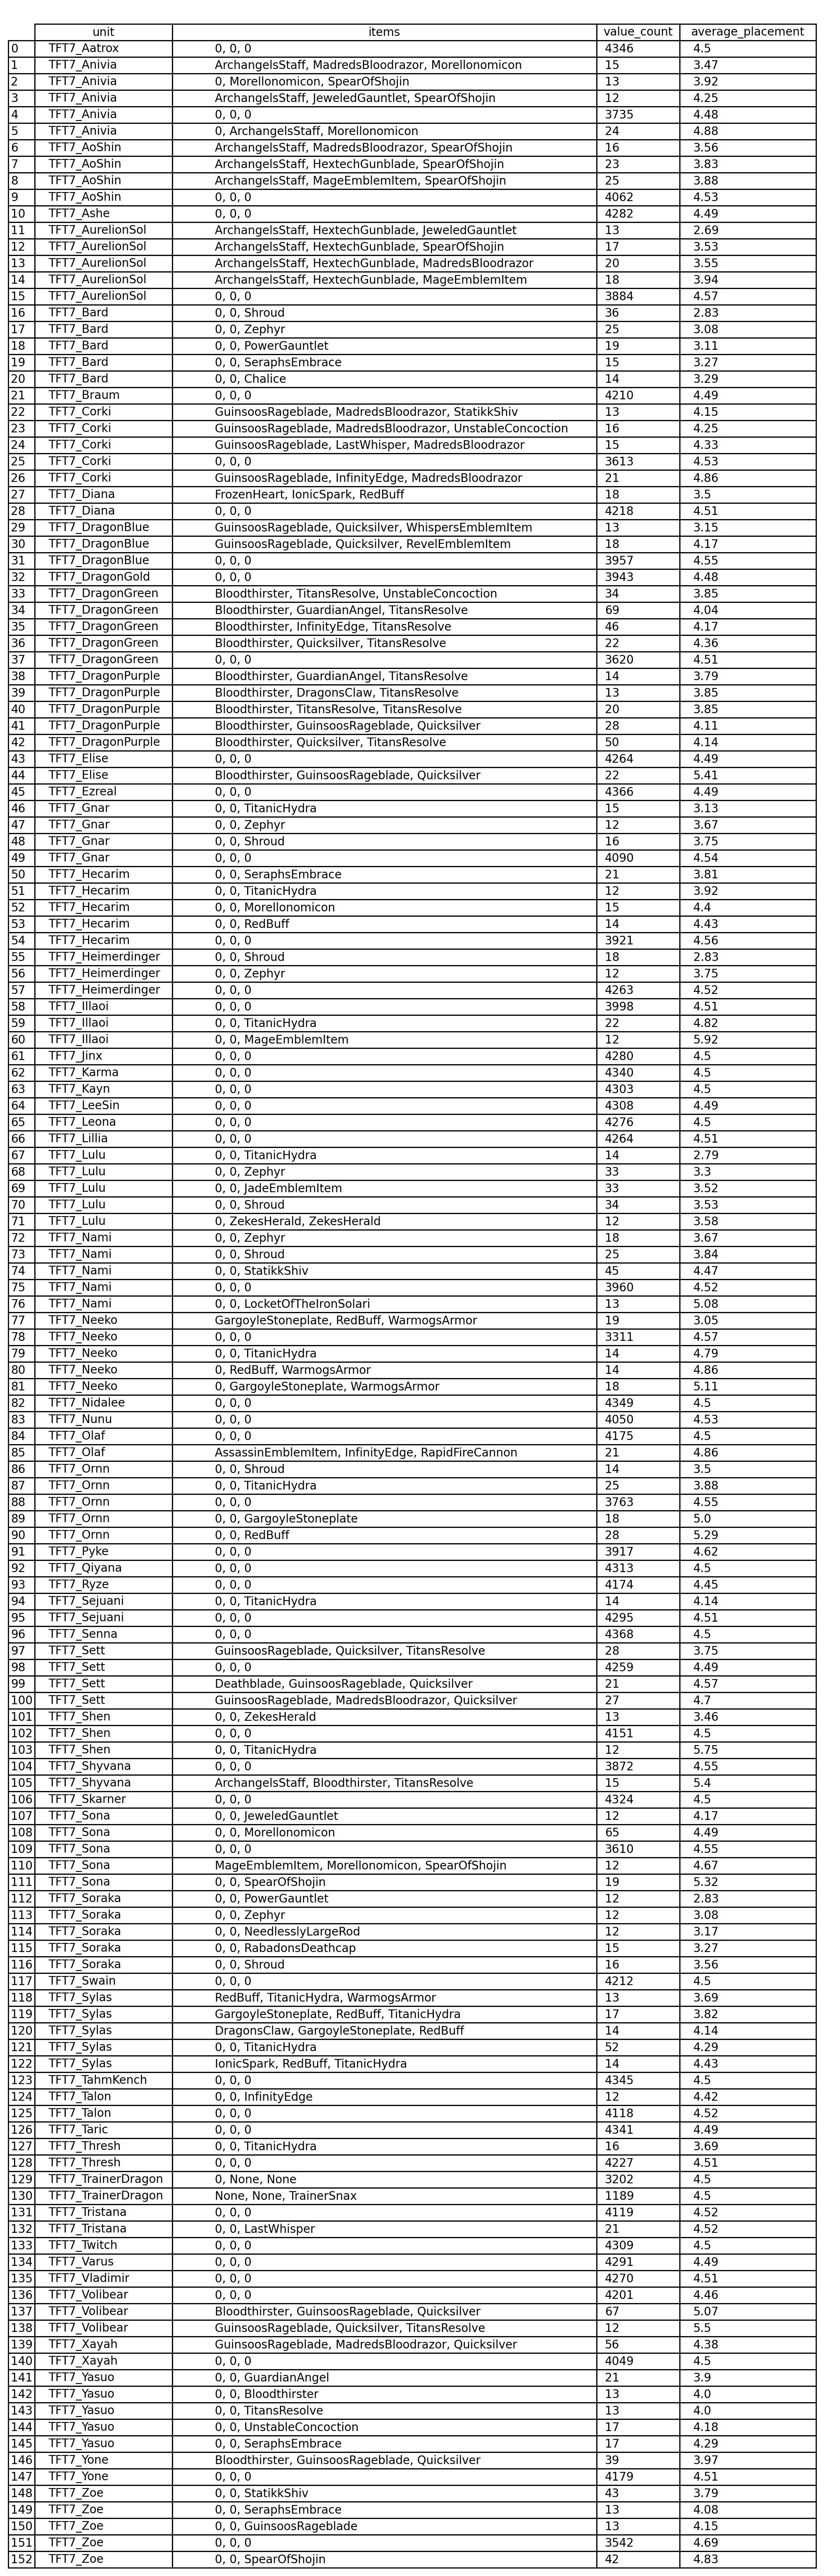 unit items value_count average_placement
0 TFT7_Aatrox 0, 0, 0 4346 4.5
1 TFT7_Anivia ArchangelsStaff, MadredsBloodrazor, Morellonomicon 15 3.47
2 TFT7_Anivia 0, Morellonomicon, SpearOfShojin 13 3.92
3 TFT7_Anivia ArchangelsStaff, JeweledGauntlet, SpearOfShojin 12 4.25
4 TFT7_Anivia 0, 0, 0 3735 4.48
5 TFT7_Anivia 0, ArchangelsStaff, Morellonomicon 24 4.88
6 TFT7_AoShin ArchangelsStaff, MadredsBloodrazor, SpearOfShojin 16 3.56
7 TFT7_AoShin ArchangelsStaff, HextechGunblade, SpearOfShojin 23 3.83
8 TFT7_AoShin ArchangelsStaff, MageEmblemItem, SpearOfShojin 25 3.88
9 TFT7_AoShin 0, 0, 0 4062 4.53
10 TFT7_Ashe 0, 0, 0 4282 4.49
11 TFT7_AurelionSol ArchangelsStaff, HextechGunblade, JeweledGauntlet 13 2.69
12 TFT7_AurelionSol ArchangelsStaff, HextechGunblade, SpearOfShojin 17 3.53
13 TFT7_AurelionSol ArchangelsStaff, HextechGunblade, MadredsBloodrazor 20 3.55
14 TFT7_AurelionSol ArchangelsStaff, HextechGunblade, MageEmblemItem 18 3.94
15 TFT7_AurelionSol 0, 0, 0 3884 4.57
16 TFT7_Bard 0, 0, Shroud 36 2.83
17 TFT7_Bard 0, 0, Zephyr 25 3.08
18 TFT7_Bard 0, 0, PowerGauntlet 19 3.11
19 TFT7_Bard 0, 0, SeraphsEmbrace 15 3.27
20 TFT7_Bard 0, 0, Chalice 14 3.29
21 TFT7_Braum 0, 0, 0 4210 4.49
22 TFT7_Corki GuinsoosRageblade, MadredsBloodrazor, StatikkShiv 13 4.15
23 TFT7_Corki GuinsoosRageblade, MadredsBloodrazor, UnstableConcoction 16 4.25
24 TFT7_Corki GuinsoosRageblade, LastWhisper, MadredsBloodrazor 15 4.33
25 TFT7_Corki 0, 0, 0 3613 4.53
26 TFT7_Corki GuinsoosRageblade, InfinityEdge, MadredsBloodrazor 21 4.86
27 TFT7_Diana FrozenHeart, IonicSpark, RedBuff 18 3.5
28 TFT7_Diana 0, 0, 0 4218 4.51
29 TFT7_DragonBlue GuinsoosRageblade, Quicksilver, WhispersEmblemItem 13 3.15
30 TFT7_DragonBlue GuinsoosRageblade, Quicksilver, RevelEmblemItem 18 4.17
31 TFT7_DragonBlue 0, 0, 0 3957 4.55
32 TFT7_DragonGold 0, 0, 0 3943 4.48
33 TFT7_DragonGreen Bloodthirster, TitansResolve, UnstableConcoction 34 3.85
34 TFT7_DragonGreen Bloodthirster, GuardianAngel, TitansResolve 69 4.04
35 TFT7_DragonGreen Bloodthirster, InfinityEdge, TitansResolve 46 4.17
36 TFT7_DragonGreen Bloodthirster, Quicksilver, TitansResolve 22 4.36
37 TFT7_DragonGreen 0, 0, 0 3620 4.51
38 TFT7_DragonPurple Bloodthirster, GuardianAngel, TitansResolve 14 3.79
39 TFT7_DragonPurple Bloodthirster, DragonsClaw, TitansResolve 13 3.85
40 TFT7_DragonPurple Bloodthirster, TitansResolve, TitansResolve 20 3.85
41 TFT7_DragonPurple Bloodthirster, GuinsoosRageblade, Quicksilver 28 4.11
42 TFT7_DragonPurple Bloodthirster, Quicksilver, TitansResolve 50 4.14
43 TFT7_Elise 0, 0, 0 4264 4.49
44 TFT7_Elise Bloodthirster, GuinsoosRageblade, Quicksilver 22 5.41
45 TFT7_Ezreal 0, 0, 0 4366 4.49
46 TFT7_Gnar 0, 0, TitanicHydra 15 3.13
47 TFT7_Gnar 0, 0, Zephyr 12 3.67
48 TFT7_Gnar 0, 0, Shroud 16 3.75
49 TFT7_Gnar 0, 0, 0 4090 4.54
50 TFT7_Hecarim 0, 0, SeraphsEmbrace 21 3.81
51 TFT7_Hecarim 0, 0, TitanicHydra 12 3.92
52 TFT7_Hecarim 0, 0, Morellonomicon 15 4.4
53 TFT7_Hecarim 0, 0, RedBuff 14 4.43
54 TFT7_Hecarim 0, 0, 0 3921 4.56
55 TFT7_Heimerdinger 0, 0, Shroud 18 2.83
56 TFT7_Heimerdinger 0, 0, Zephyr 12 3.75
57 TFT7_Heimerdinger 0, 0, 0 4263 4.52
58 TFT7_Illaoi 0, 0, 0 3998 4.51
59 TFT7_Illaoi 0, 0, TitanicHydra 22 4.82
60 TFT7_Illaoi 0, 0, MageEmblemItem 12 5.92
61 TFT7_Jinx 0, 0, 0 4280 4.5
62 TFT7_Karma 0, 0, 0 4340 4.5
63 TFT7_Kayn 0, 0, 0 4303 4.5
64 TFT7_LeeSin 0, 0, 0 4308 4.49
65 TFT7_Leona 0, 0, 0 4276 4.5
66 TFT7_Lillia 0, 0, 0 4264 4.51
67 TFT7_Lulu 0, 0, TitanicHydra 14 2.79
68 TFT7_Lulu 0, 0, Zephyr 33 3.3
69 TFT7_Lulu 0, 0, JadeEmblemItem 33 3.52
70 TFT7_Lulu 0, 0, Shroud 34 3.53
71 TFT7_Lulu 0, ZekesHerald, ZekesHerald 12 3.58
72 TFT7_Nami 0, 0, Zephyr 18 3.67
73 TFT7_Nami 0, 0, Shroud 25 3.84
74 TFT7_Nami 0, 0, StatikkShiv 45 4.47
75 TFT7_Nami 0, 0, 0 3960 4.52
76 TFT7_Nami 0, 0, LocketOfTheIronSolari 13 5.08
77 TFT7_Neeko GargoyleStoneplate, RedBuff, WarmogsArmor 19 3.05
78 TFT7_Neeko 0, 0, 0 3311 4.57
79 TFT7_Neeko 0, 0, TitanicHydra 14 4.79
80 TFT7_Neeko 0, RedBuff, WarmogsArmor 14 4.86
81 TFT7_Neeko 0, GargoyleStoneplate, WarmogsArmor 18 5.11
82 TFT7_Nidalee 0, 0, 0 4349 4.5
83 TFT7_Nunu 0, 0, 0 4050 4.53
84 TFT7_Olaf 0, 0, 0 4175 4.5
85 TFT7_Olaf AssassinEmblemItem, InfinityEdge, RapidFireCannon 21 4.86
86 TFT7_Ornn 0, 0, Shroud 14 3.5
87 TFT7_Ornn 0, 0, TitanicHydra 25 3.88
88 TFT7_Ornn 0, 0, 0 3763 4.55
89 TFT7_Ornn 0, 0, GargoyleStoneplate 18 5.0
90 TFT7_Ornn 0, 0, RedBuff 28 5.29
91 TFT7_Pyke 0, 0, 0 3917 4.62
92 TFT7_Qiyana 0, 0, 0 4313 4.5
93 TFT7_Ryze 0, 0, 0 4174 4.45
94 TFT7_Sejuani 0, 0, TitanicHydra 14 4.14
95 TFT7_Sejuani 0, 0, 0 4295 4.51
96 TFT7_Senna 0, 0, 0 4368 4.5
97 TFT7_Sett GuinsoosRageblade, Quicksilver, TitansResolve 28 3.75
98 TFT7_Sett 0, 0, 0 4259 4.49
99 TFT7_Sett Deathblade, GuinsoosRageblade, Quicksilver 21 4.57
100 TFT7_Sett GuinsoosRageblade, MadredsBloodrazor, Quicksilver 27 4.7
101 TFT7_Shen 0, 0, ZekesHerald 13 3.46
102 TFT7_Shen 0, 0, 0 4151 4.5
103 TFT7_Shen 0, 0, TitanicHydra 12 5.75
104 TFT7_Shyvana 0, 0, 0 3872 4.55
105 TFT7_Shyvana ArchangelsStaff, Bloodthirster, TitansResolve 15 5.4
106 TFT7_Skarner 0, 0, 0 4324 4.5
107 TFT7_Sona 0, 0, JeweledGauntlet 12 4.17
108 TFT7_Sona 0, 0, Morellonomicon 65 4.49
109 TFT7_Sona 0, 0, 0 3610 4.55
110 TFT7_Sona MageEmblemItem, Morellonomicon, SpearOfShojin 12 4.67
111 TFT7_Sona 0, 0, SpearOfShojin 19 5.32
112 TFT7_Soraka 0, 0, PowerGauntlet 12 2.83
113 TFT7_Soraka 0, 0, Zephyr 12 3.08
114 TFT7_Soraka 0, 0, NeedlesslyLargeRod 12 3.17
115 TFT7_Soraka 0, 0, RabadonsDeathcap 15 3.27
116 TFT7_Soraka 0, 0, Shroud 16 3.56
117 TFT7_Swain 0, 0, 0 4212 4.5
118 TFT7_Sylas RedBuff, TitanicHydra, WarmogsArmor 13 3.69
119 TFT7_Sylas GargoyleStoneplate, RedBuff, TitanicHydra 17 3.82
120 TFT7_Sylas DragonsClaw, GargoyleStoneplate, RedBuff 14 4.14
121 TFT7_Sylas 0, 0, TitanicHydra 52 4.29
122 TFT7_Sylas IonicSpark, RedBuff, TitanicHydra 14 4.43
123 TFT7_TahmKench 0, 0, 0 4345 4.5
124 TFT7_Talon 0, 0, InfinityEdge 12 4.42
125 TFT7_Talon 0, 0, 0 4118 4.52
126 TFT7_Taric 0, 0, 0 4341 4.49
127 TFT7_Thresh 0, 0, TitanicHydra 16 3.69
128 TFT7_Thresh 0, 0, 0 4227 4.51
129 TFT7_TrainerDragon 0, None, None 3202 4.5
130 TFT7_TrainerDragon None, None, TrainerSnax 1189 4.5
131 TFT7_Tristana 0, 0, 0 4119 4.52
132 TFT7_Tristana 0, 0, LastWhisper 21 4.52
133 TFT7_Twitch 0, 0, 0 4309 4.5
134 TFT7_Varus 0, 0, 0 4291 4.49
135 TFT7_Vladimir 0, 0, 0 4270 4.51
136 TFT7_Volibear 0, 0, 0 4201 4.46
137 TFT7_Volibear Bloodthirster, GuinsoosRageblade, Quicksilver 67 5.07
138 TFT7_Volibear GuinsoosRageblade, Quicksilver, TitansResolve 12 5.5
139 TFT7_Xayah GuinsoosRageblade, MadredsBloodrazor, Quicksilver 56 4.38
140 TFT7_Xayah 0, 0, 0 4049 4.5
141 TFT7_Yasuo 0, 0, GuardianAngel 21 3.9
142 TFT7_Yasuo 0, 0, Bloodthirster 13 4.0
143 TFT7_Yasuo 0, 0, TitansResolve 13 4.0
144 TFT7_Yasuo 0, 0, UnstableConcoction 17 4.18
145 TFT7_Yasuo 0, 0, SeraphsEmbrace 17 4.29
146 TFT7_Yone Bloodthirster, GuinsoosRageblade, Quicksilver 39 3.97
147 TFT7_Yone 0, 0, 0 4179 4.51
148 TFT7_Zoe 0, 0, StatikkShiv 43 3.79
149 TFT7_Zoe 0, 0, SeraphsEmbrace 13 4.08
150 TFT7_Zoe 0, 0, GuinsoosRageblade 13 4.15
151 TFT7_Zoe 0, 0, 0 3542 4.69
152 TFT7_Zoe 0, 0, SpearOfShojin 42 4.83